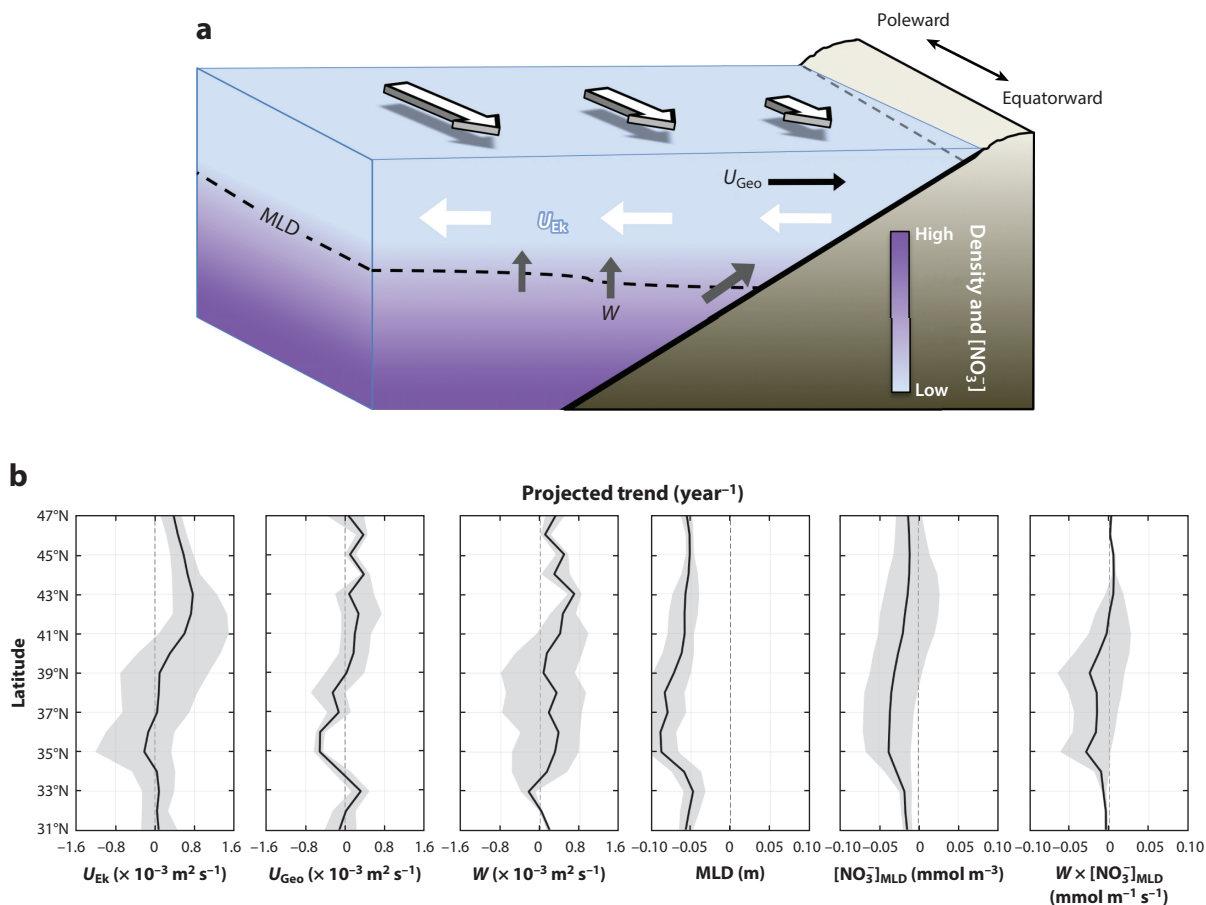 a
Poleward
Equatorward
U_Geo
U_Ek
MLD
W
High
Density and [NO₃⁻]
Low
b
Projected trend (year⁻¹)
Latitude
47°N
45°N
43°N
41°N
39°N
37°N
35°N
33°N
31°N
−1.6 −0.8 0 0.8 1.6
−1.6 −0.8 0 0.8 1.6
−1.6 −0.8 0 0.8 1.6
−0.10 −0.05 0 0.05 0.10
−0.10 −0.05 0 0.05 0.10
−0.10 −0.05 0 0.05 0.10
U_Ek (× 10⁻³ m² s⁻¹)
U_Geo (× 10⁻³ m² s⁻¹)
W (× 10⁻³ m² s⁻¹)
MLD (m)
[NO₃⁻]_MLD (mmol m⁻³)
W × [NO₃⁻]_MLD
(mmol m⁻¹ s⁻¹)